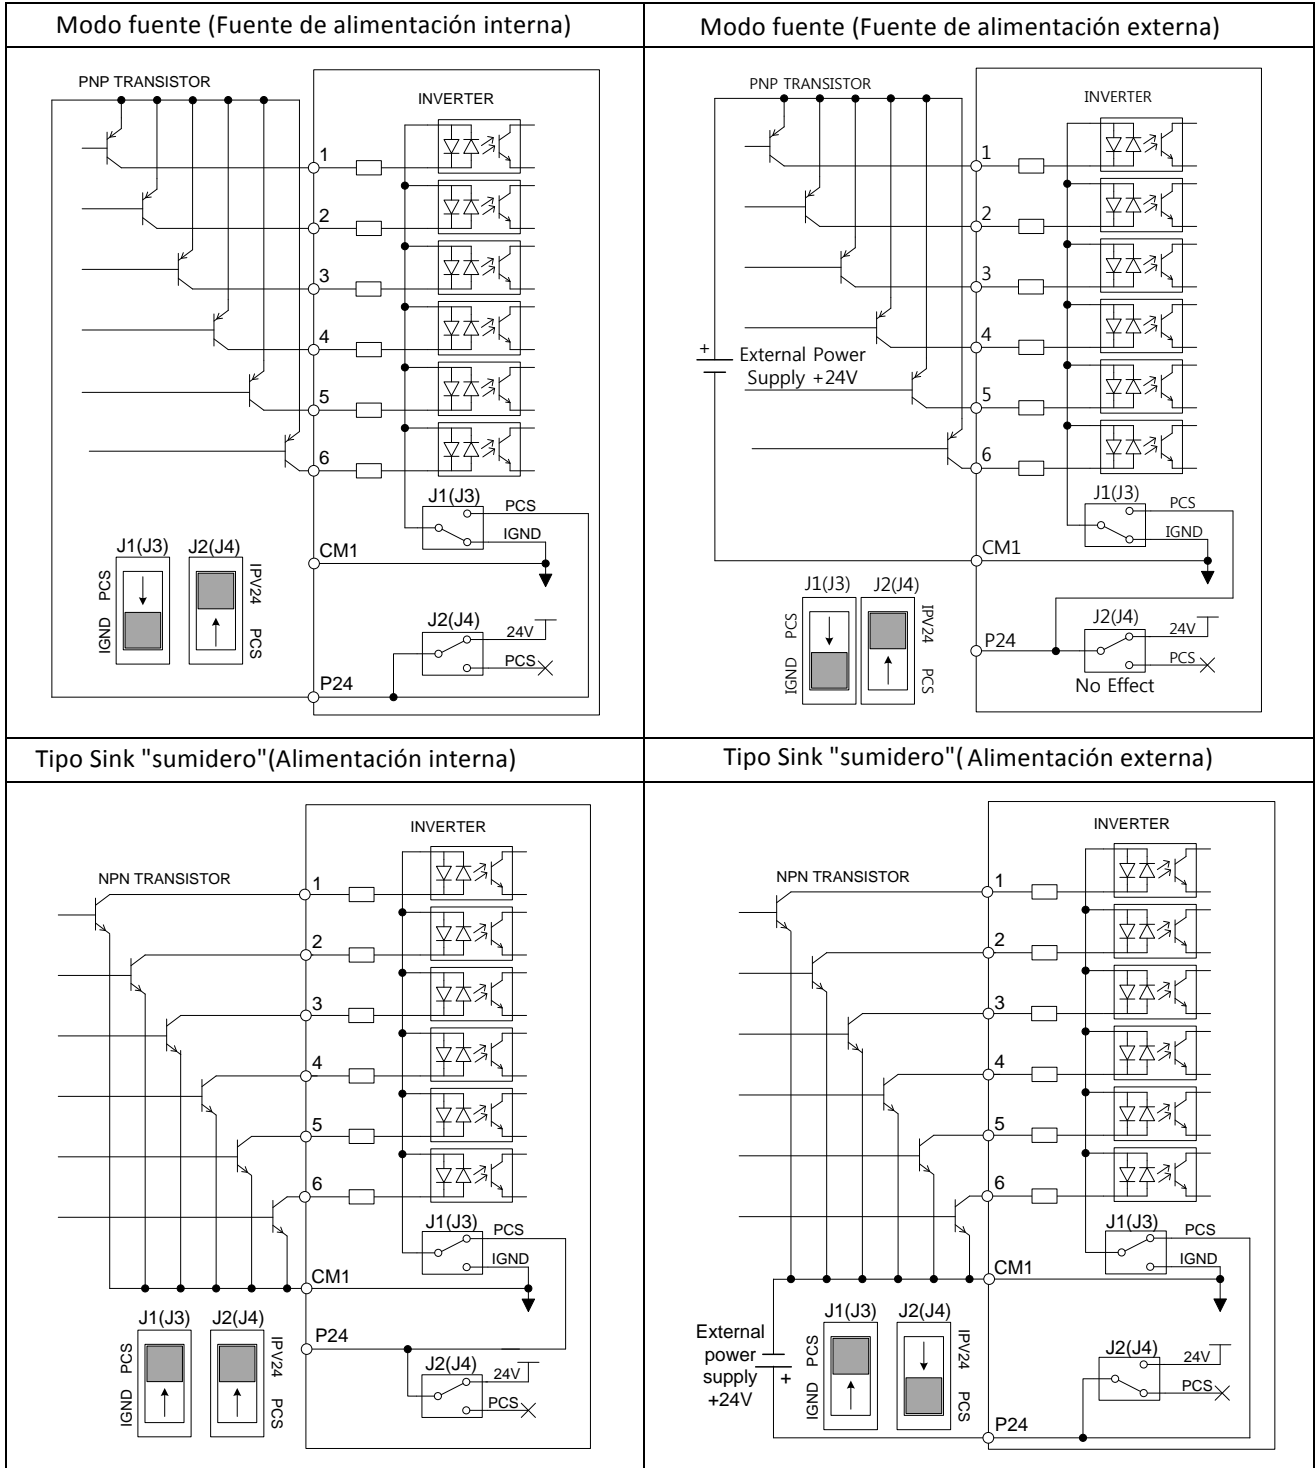 Modo fuente (Fuente de alimentación interna)
Modo fuente (Fuente de alimentación externa)
PNP TRANSISTOR
INVERTER
1
2
3
4
5
6
J1(J3)
PCS
IGND
CM1
J1(J3)
J2(J4)
PCS
IGND
IPV24
PCS
J2(J4)
24V
PCS
P24
PNP TRANSISTOR
INVERTER
1
2
3
4
+
External Power
Supply +24V
5
6
J1(J3)
PCS
IGND
CM1
J1(J3)
J2(J4)
PCS
IGND
IPV24
PCS
J2(J4)
24V
P24
PCS
No Effect
Tipo Sink "sumidero"(Alimentación interna)
Tipo Sink "sumidero"( Alimentación externa)
INVERTER
NPN TRANSISTOR
1
2
3
4
5
6
J1(J3)
PCS
IGND
CM1
J1(J3)
J2(J4)
PCS
IGND
IPV24
PCS
P24
J2(J4)
24V
PCS
INVERTER
NPN TRANSISTOR
1
2
3
4
5
6
J1(J3)
PCS
IGND
CM1
External
power
supply
+24V
+
J1(J3)
J2(J4)
PCS
IGND
IPV24
PCS
J2(J4)
24V
PCS
P24